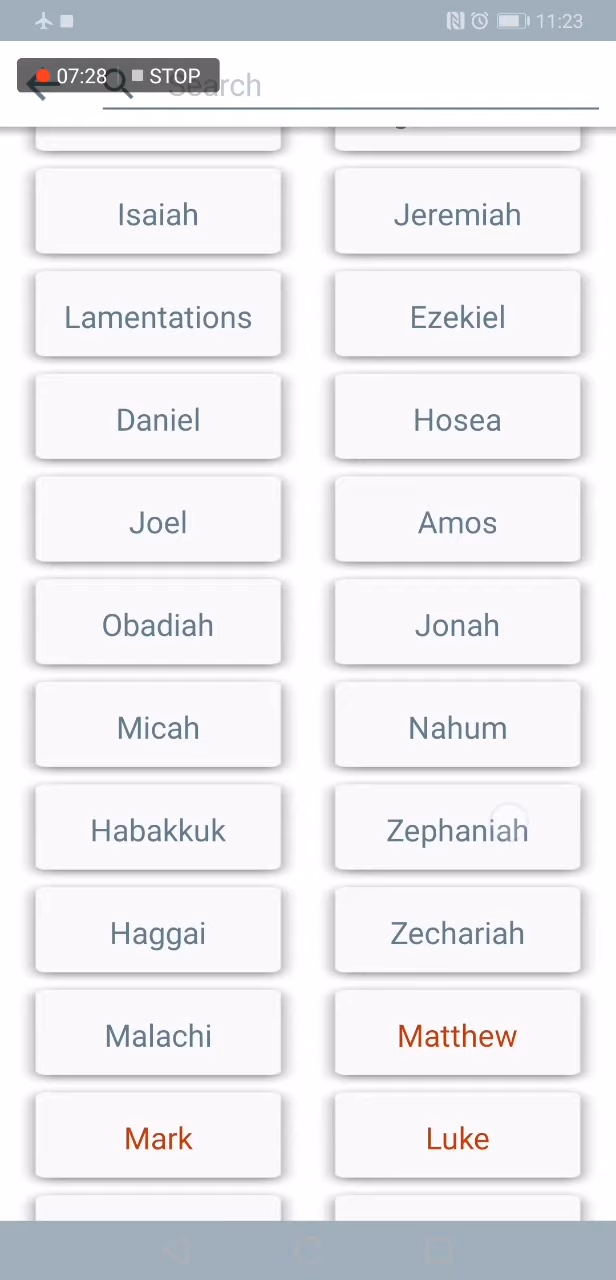 11:23
07:28 STOP
Search
Isaiah Jeremiah
Lamentations Ezekiel
Daniel Hosea
Joel Amos
Obadiah Jonah
Micah Nahum
Habakkuk Zephaniah
Haggai Zechariah
Malachi Matthew
Mark Luke